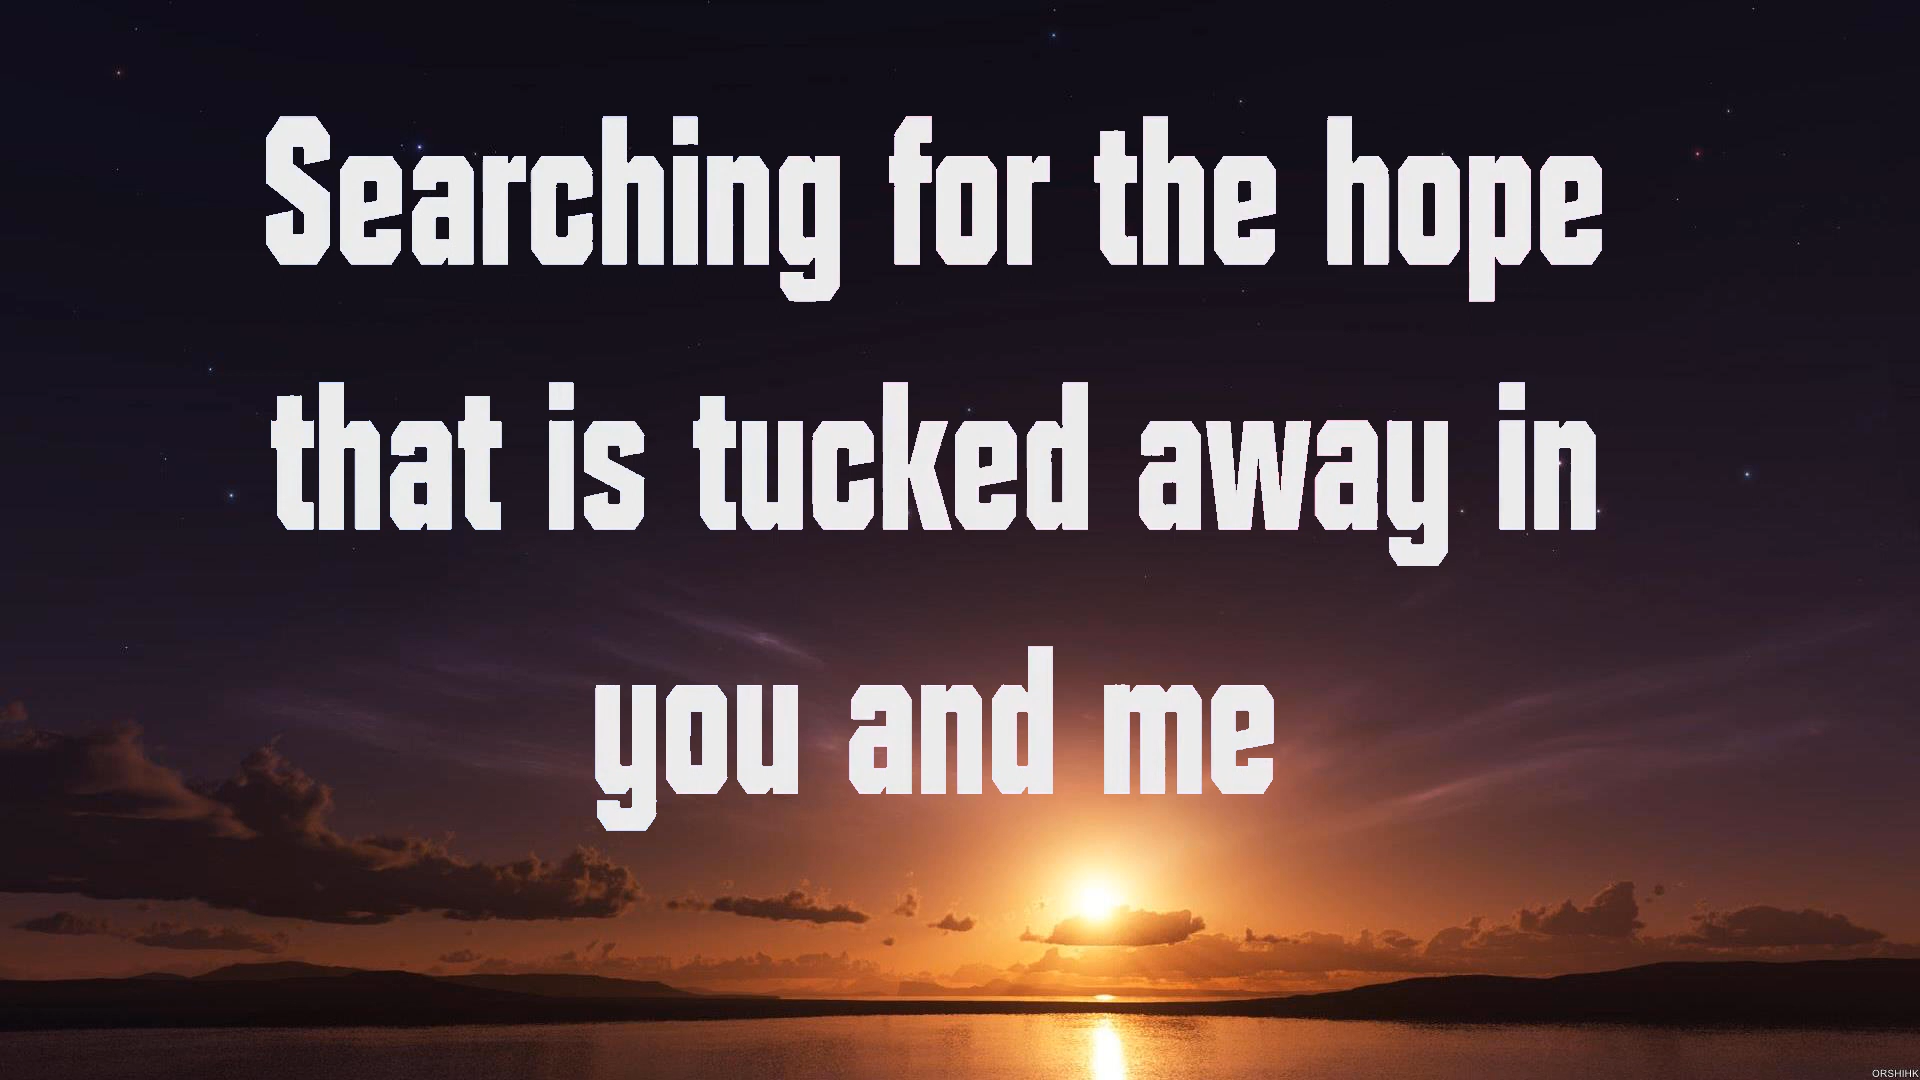 Searching for the hope
that is tucked away in
you and me
ORSHIHK